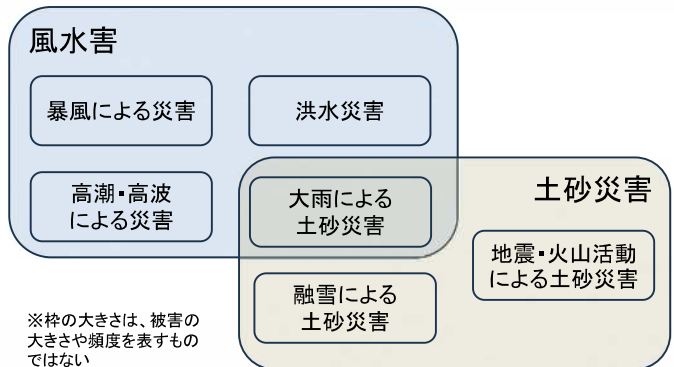 風水害
暴風による災害
洪水災害
高潮・高波
による災害
大雨による
土砂災害
土砂災害
地震・火山活動
による土砂災害
融雪による
土砂災害
※枠の大きさは、被害の
大きさや頻度を表すもの
ではない